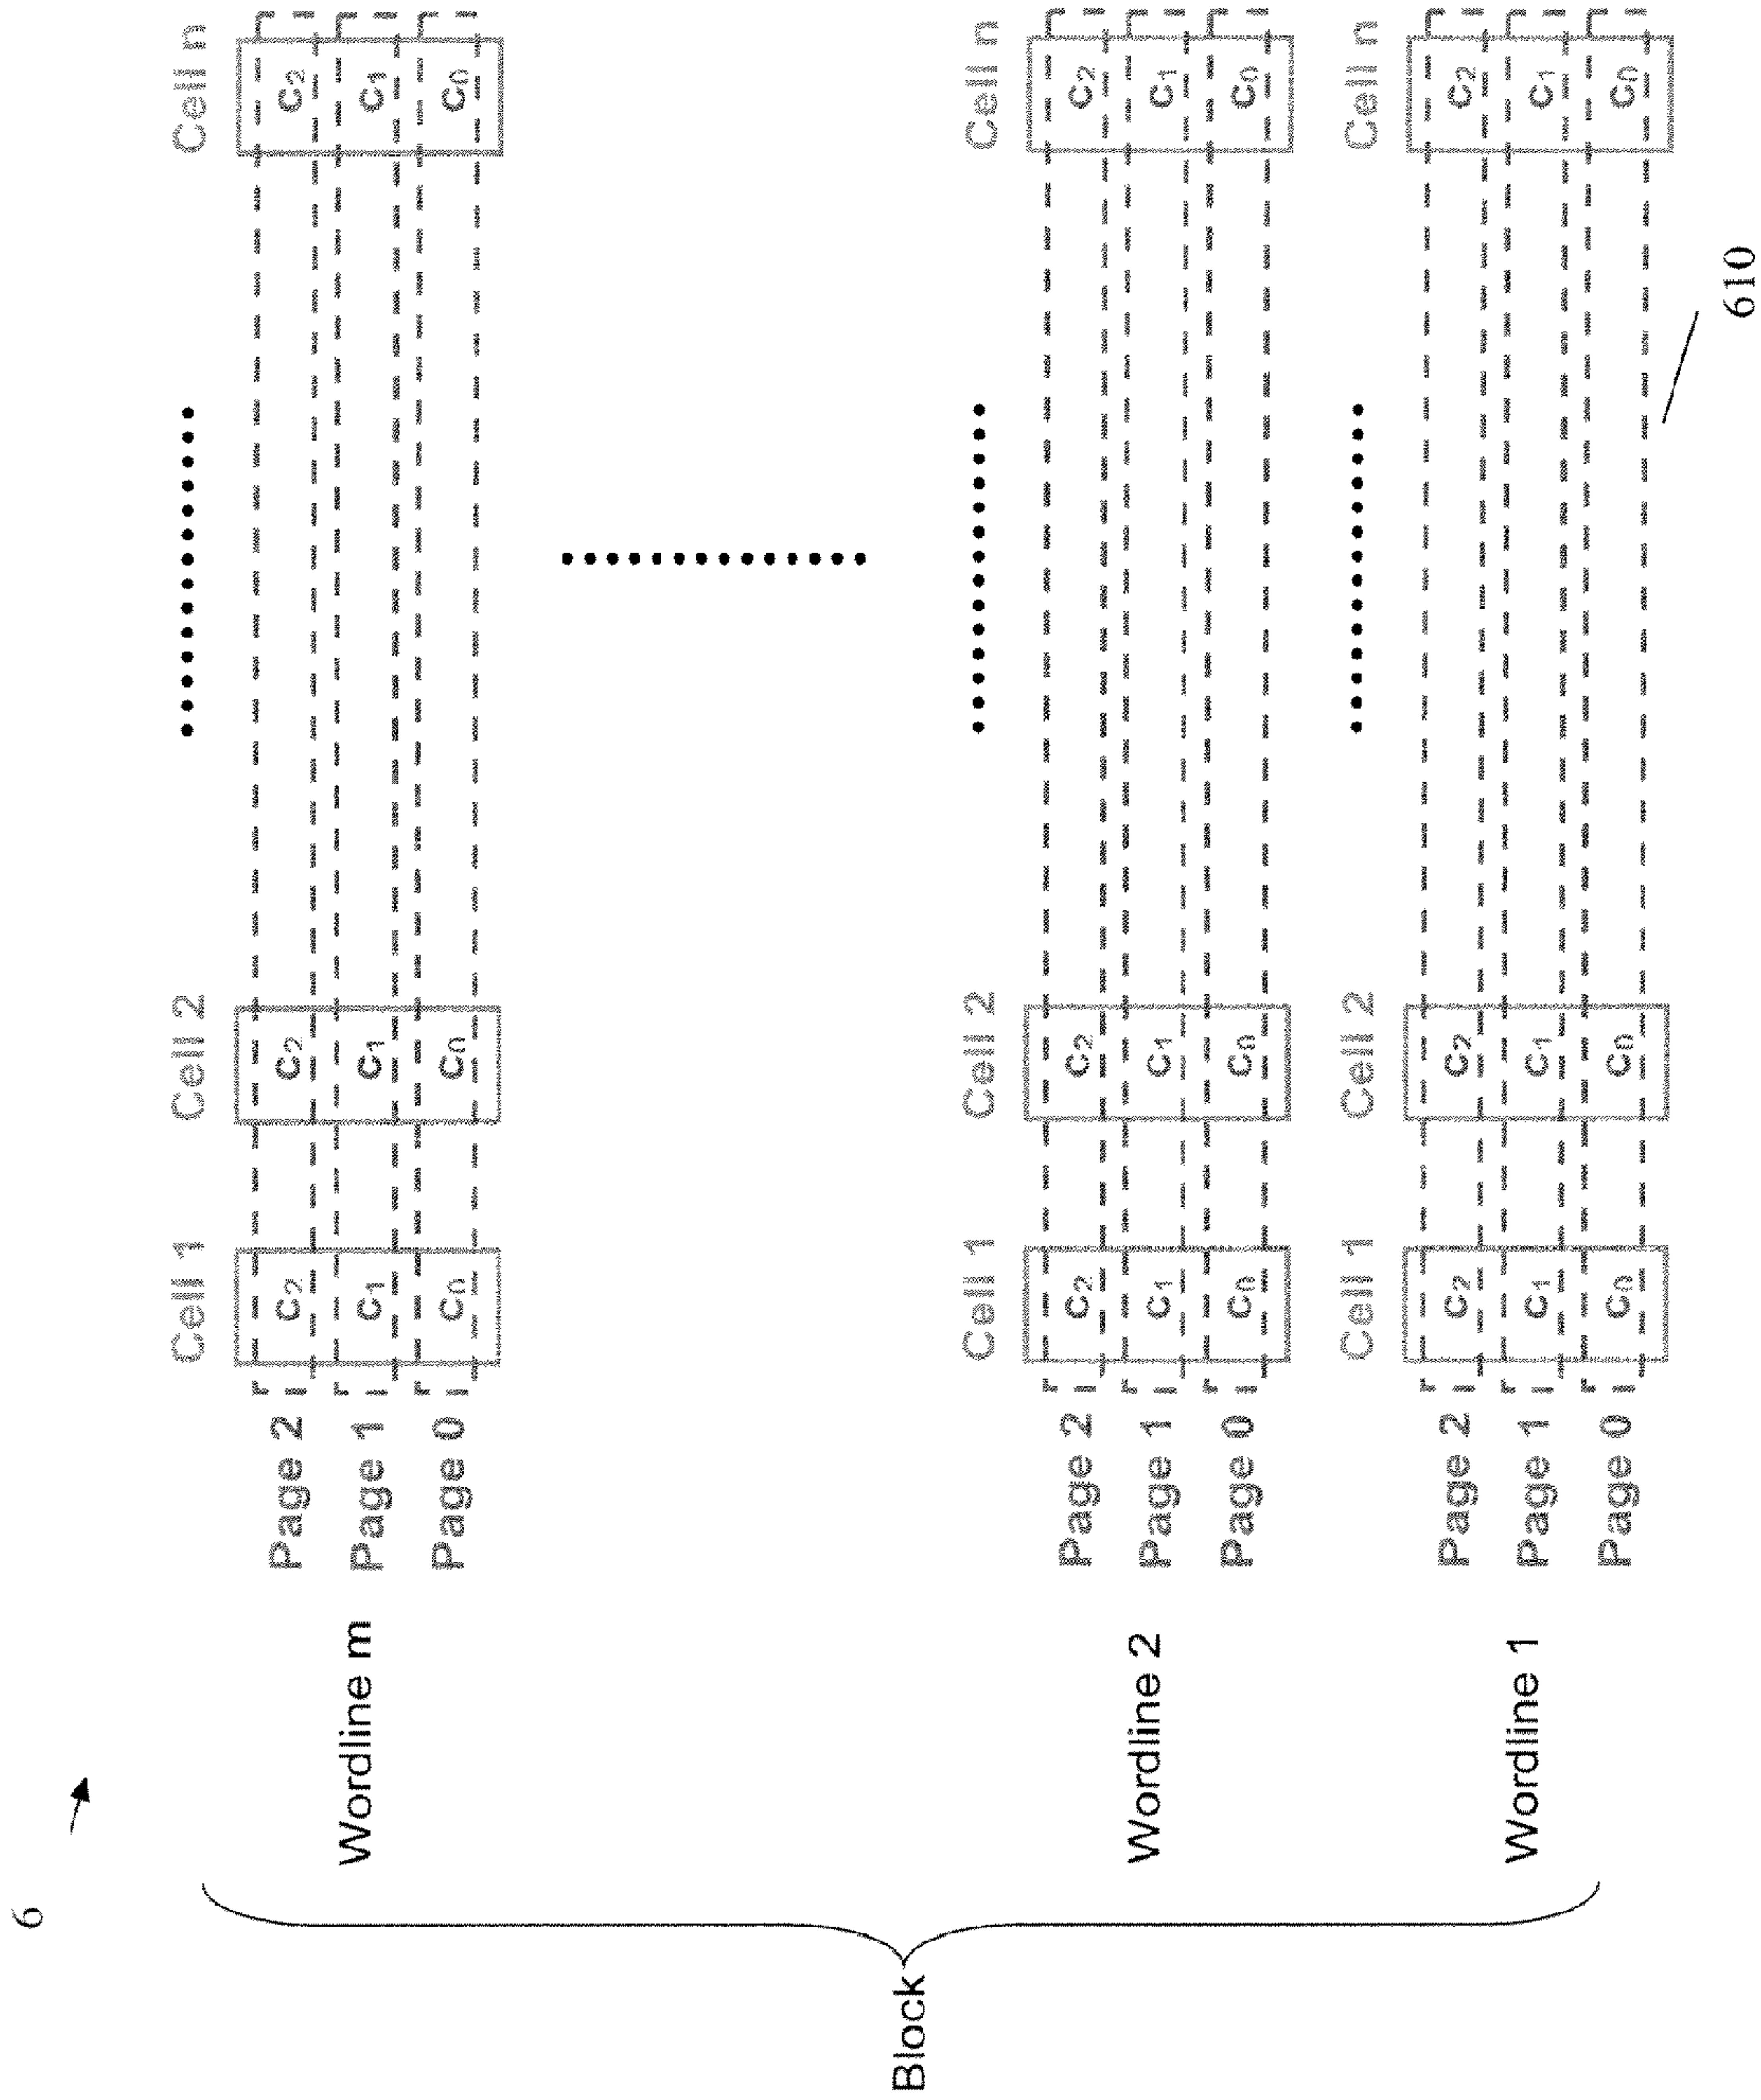 6
Cell 1 Cell 2 Cell n
Page 2 c₂ c₂ c₂
Wordline m Page 1 c₁ c₁ c₁
Page 0 c₀ c₀ c₀
Block
Cell 1 Cell 2 Cell n
Page 2 c₂ c₂ c₂
Wordline 2 Page 1 c₁ c₁ c₁
Page 0 c₀ c₀ c₀
Cell 1 Cell 2 Cell n
Page 2 c₂ c₂ c₂
Wordline 1 Page 1 c₁ c₁ c₁
Page 0 c₀ c₀ c₀
610